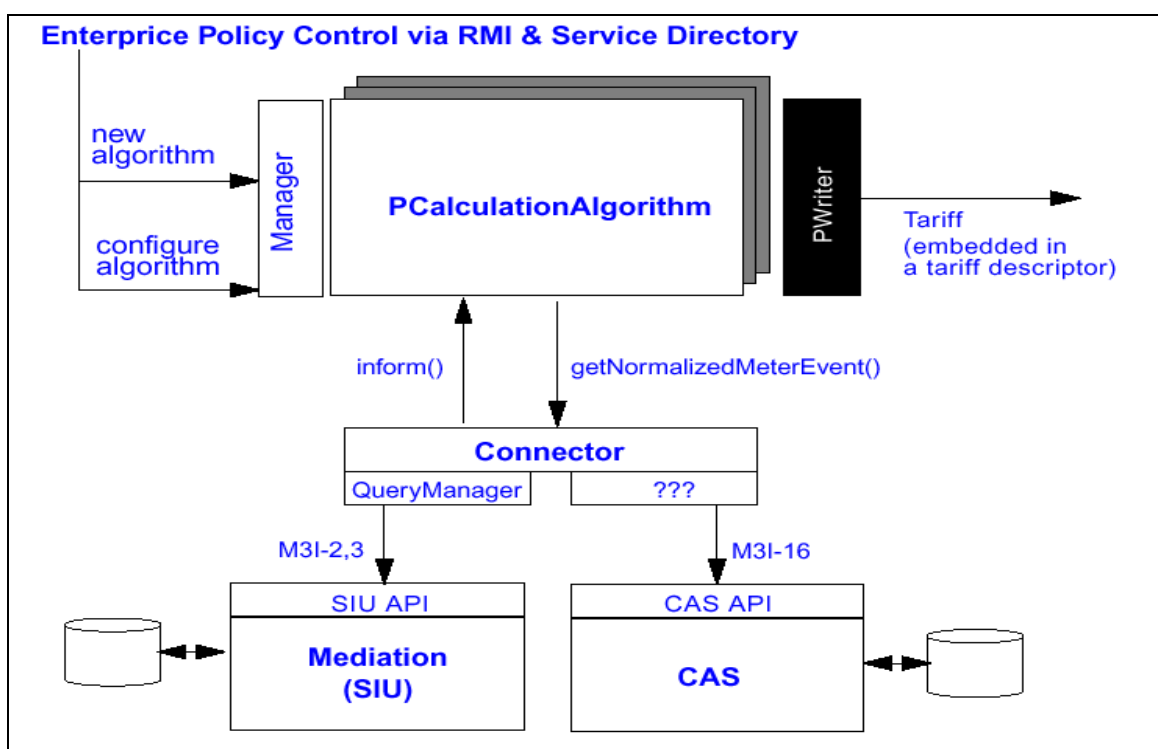 Enterprice Policy Control via RMI & Service Directory
new
algorithm
configure
algorithm
Manager
PCalculationAlgorithm
PWriter
Tariff
(embedded in
a tariff descriptor)
inform()
getNormalizedMeterEvent()
Connector
QueryManager
???
M3I-2,3
M3I-16
SIU API
CAS API
Mediation
(SIU)
CAS